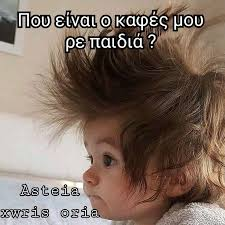 Που είναι ο καφές μου
ρε παιδιά ?
Asteia
xwris oria